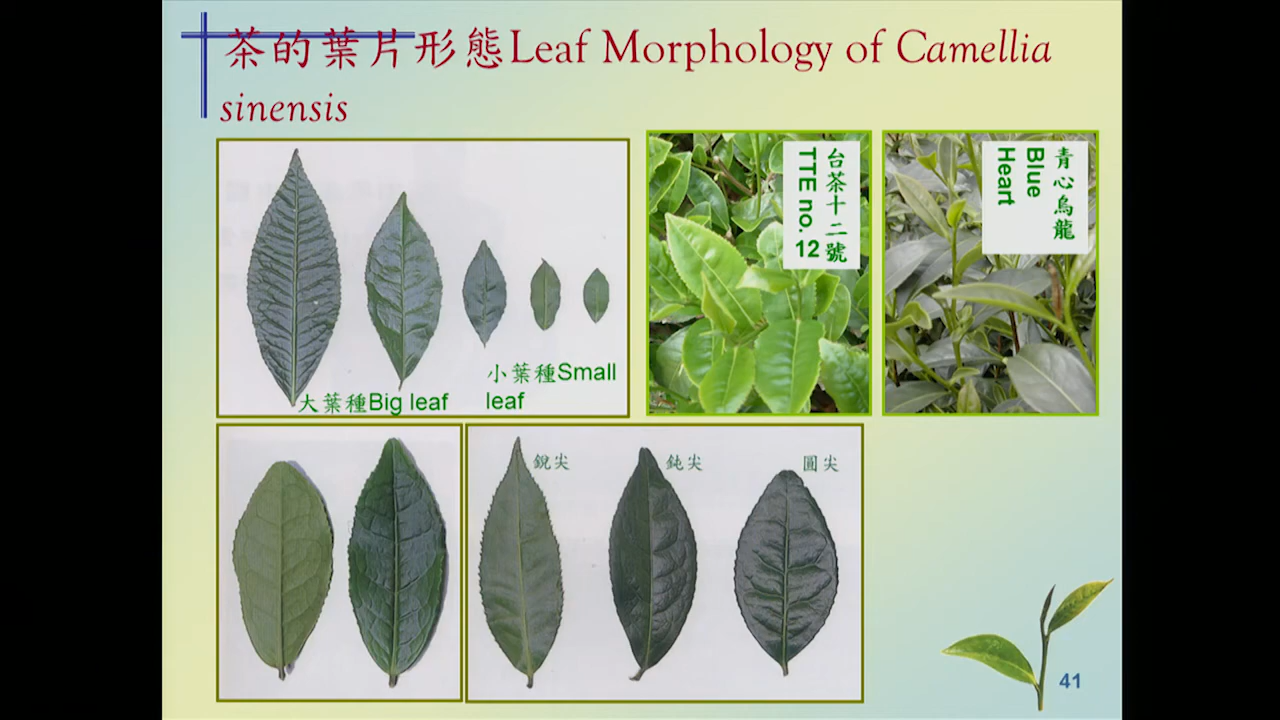 茶的葉片形態Leaf Morphology of Camellia
sinensis
大葉種Big leaf
小葉種Small
leaf
台茶十二號
TTE no. 12
青心烏龍
Blue
Heart
銳尖
鈍尖
圓尖
41